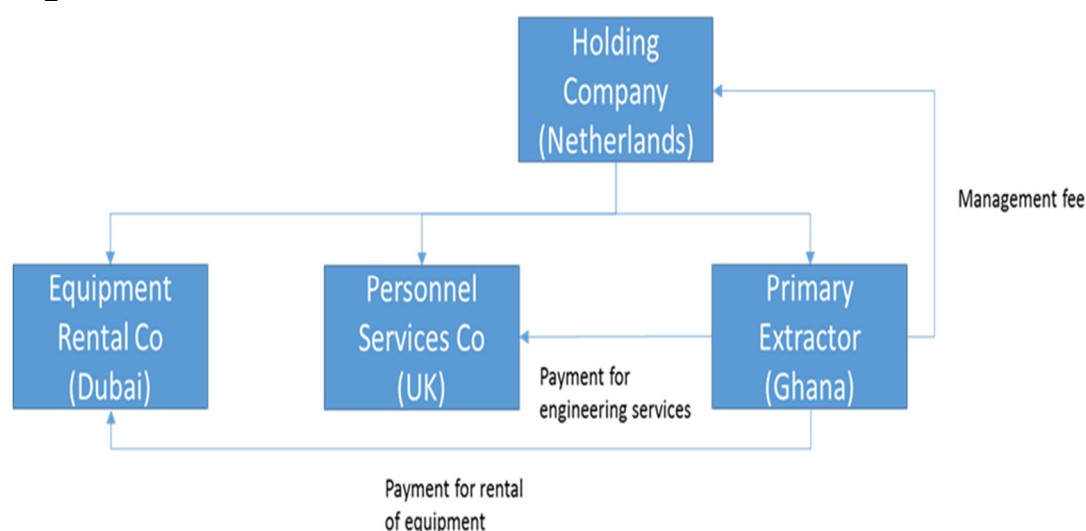 Holding
Company
(Netherlands)
Management fee
Equipment
Rental Co
(Dubai)
Personnel
Services Co
(UK)
Primary
Extractor
(Ghana)
Payment for
engineering services
Payment for rental
of equipment